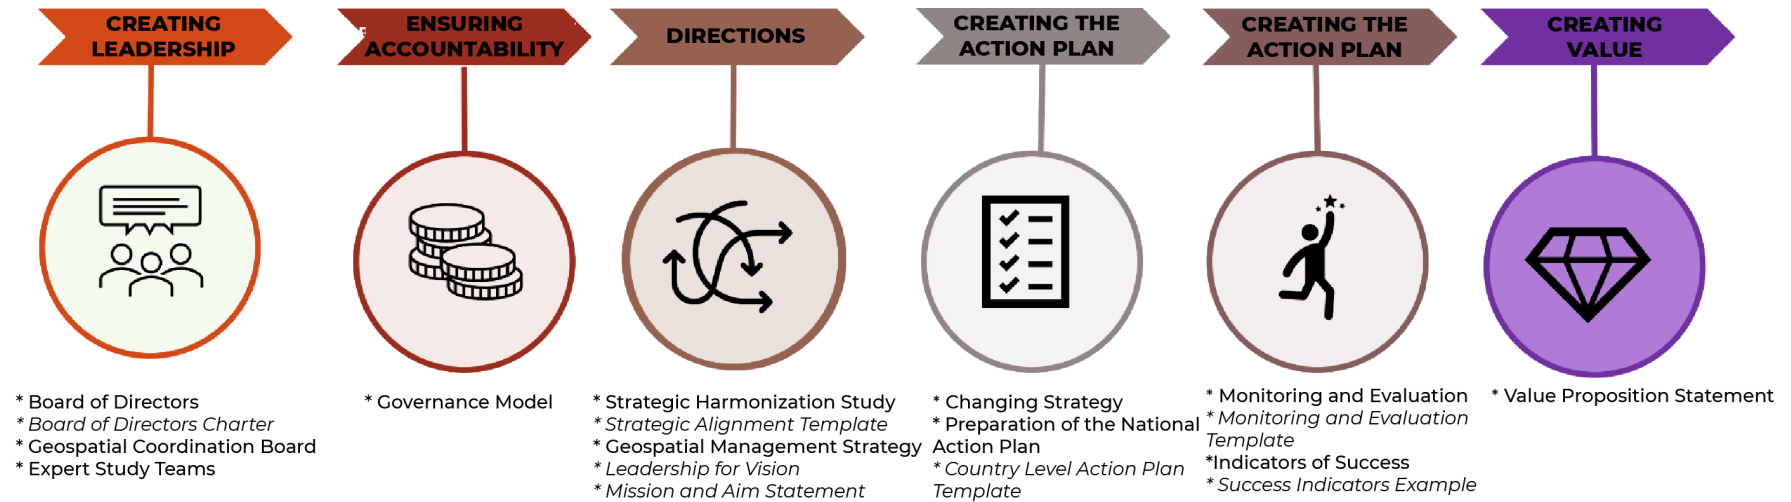 CREATING
LEADERSHIP
ENSURING
ACCOUNTABILITY
DIRECTIONS
CREATING THE
ACTION PLAN
CREATING THE
ACTION PLAN
CREATING
VALUE
* Board of Directors
* Board of Directors Charter
* Geospatial Coordination Board
* Expert Study Teams
* Governance Model
* Strategic Harmonization Study
* Strategic Alignment Template
* Geospatial Management Strategy
* Leadership for Vision
* Mission and Aim Statement
* Changing Strategy
* Preparation of the National
Action Plan
* Country Level Action Plan
Template
* Monitoring and Evaluation
* Monitoring and Evaluation
Template
*Indicators of Success
* Success Indicators Example
* Value Proposition Statement